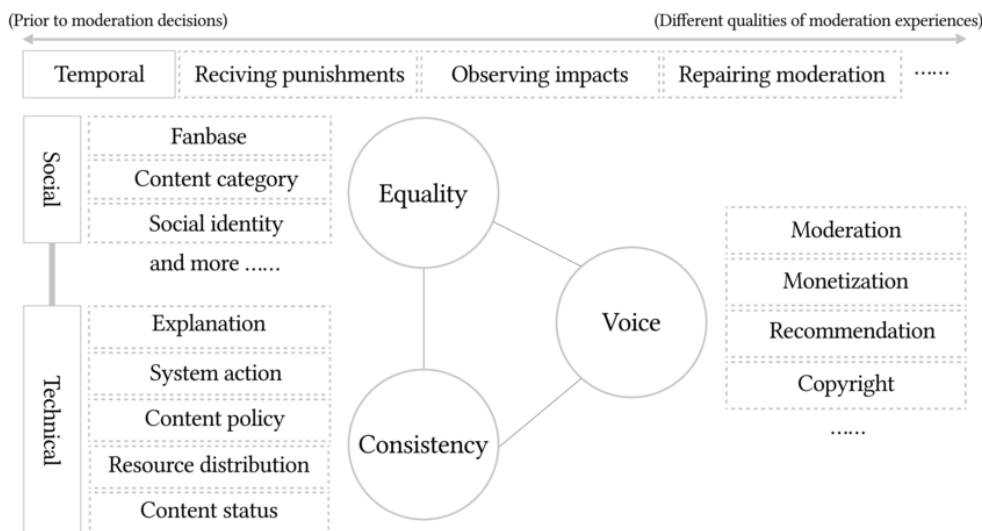 (Prior to moderation decisions) (Different qualities of moderation experiences)
Temporal Reciving punishments Observing impacts Repairing moderation ......
Social
Fanbase
Content category
Social identity
and more ......
Technical
Explanation
System action
Content policy
Resource distribution
Content status
Equality
Voice
Consistency
Moderation
Monetization
Recommendation
Copyright
......